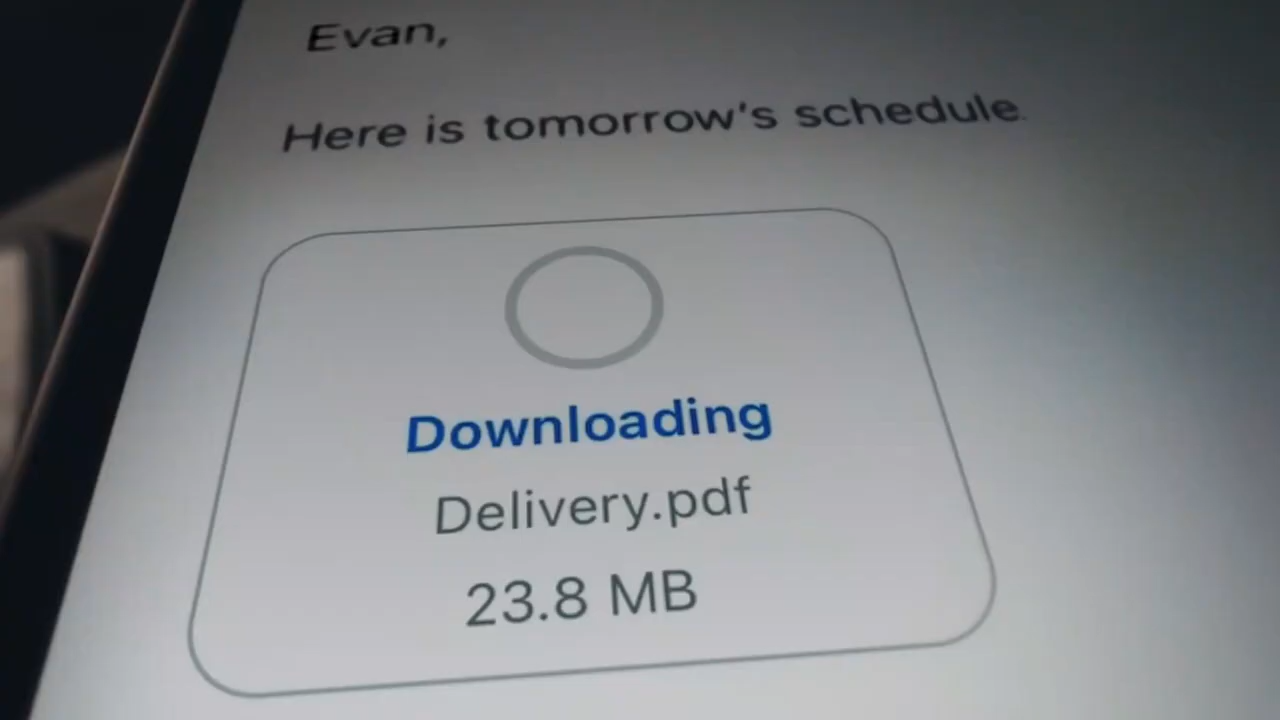 Evan,
Here is tomorrow's schedule.
Downloading
Delivery.pdf
23.8 MB